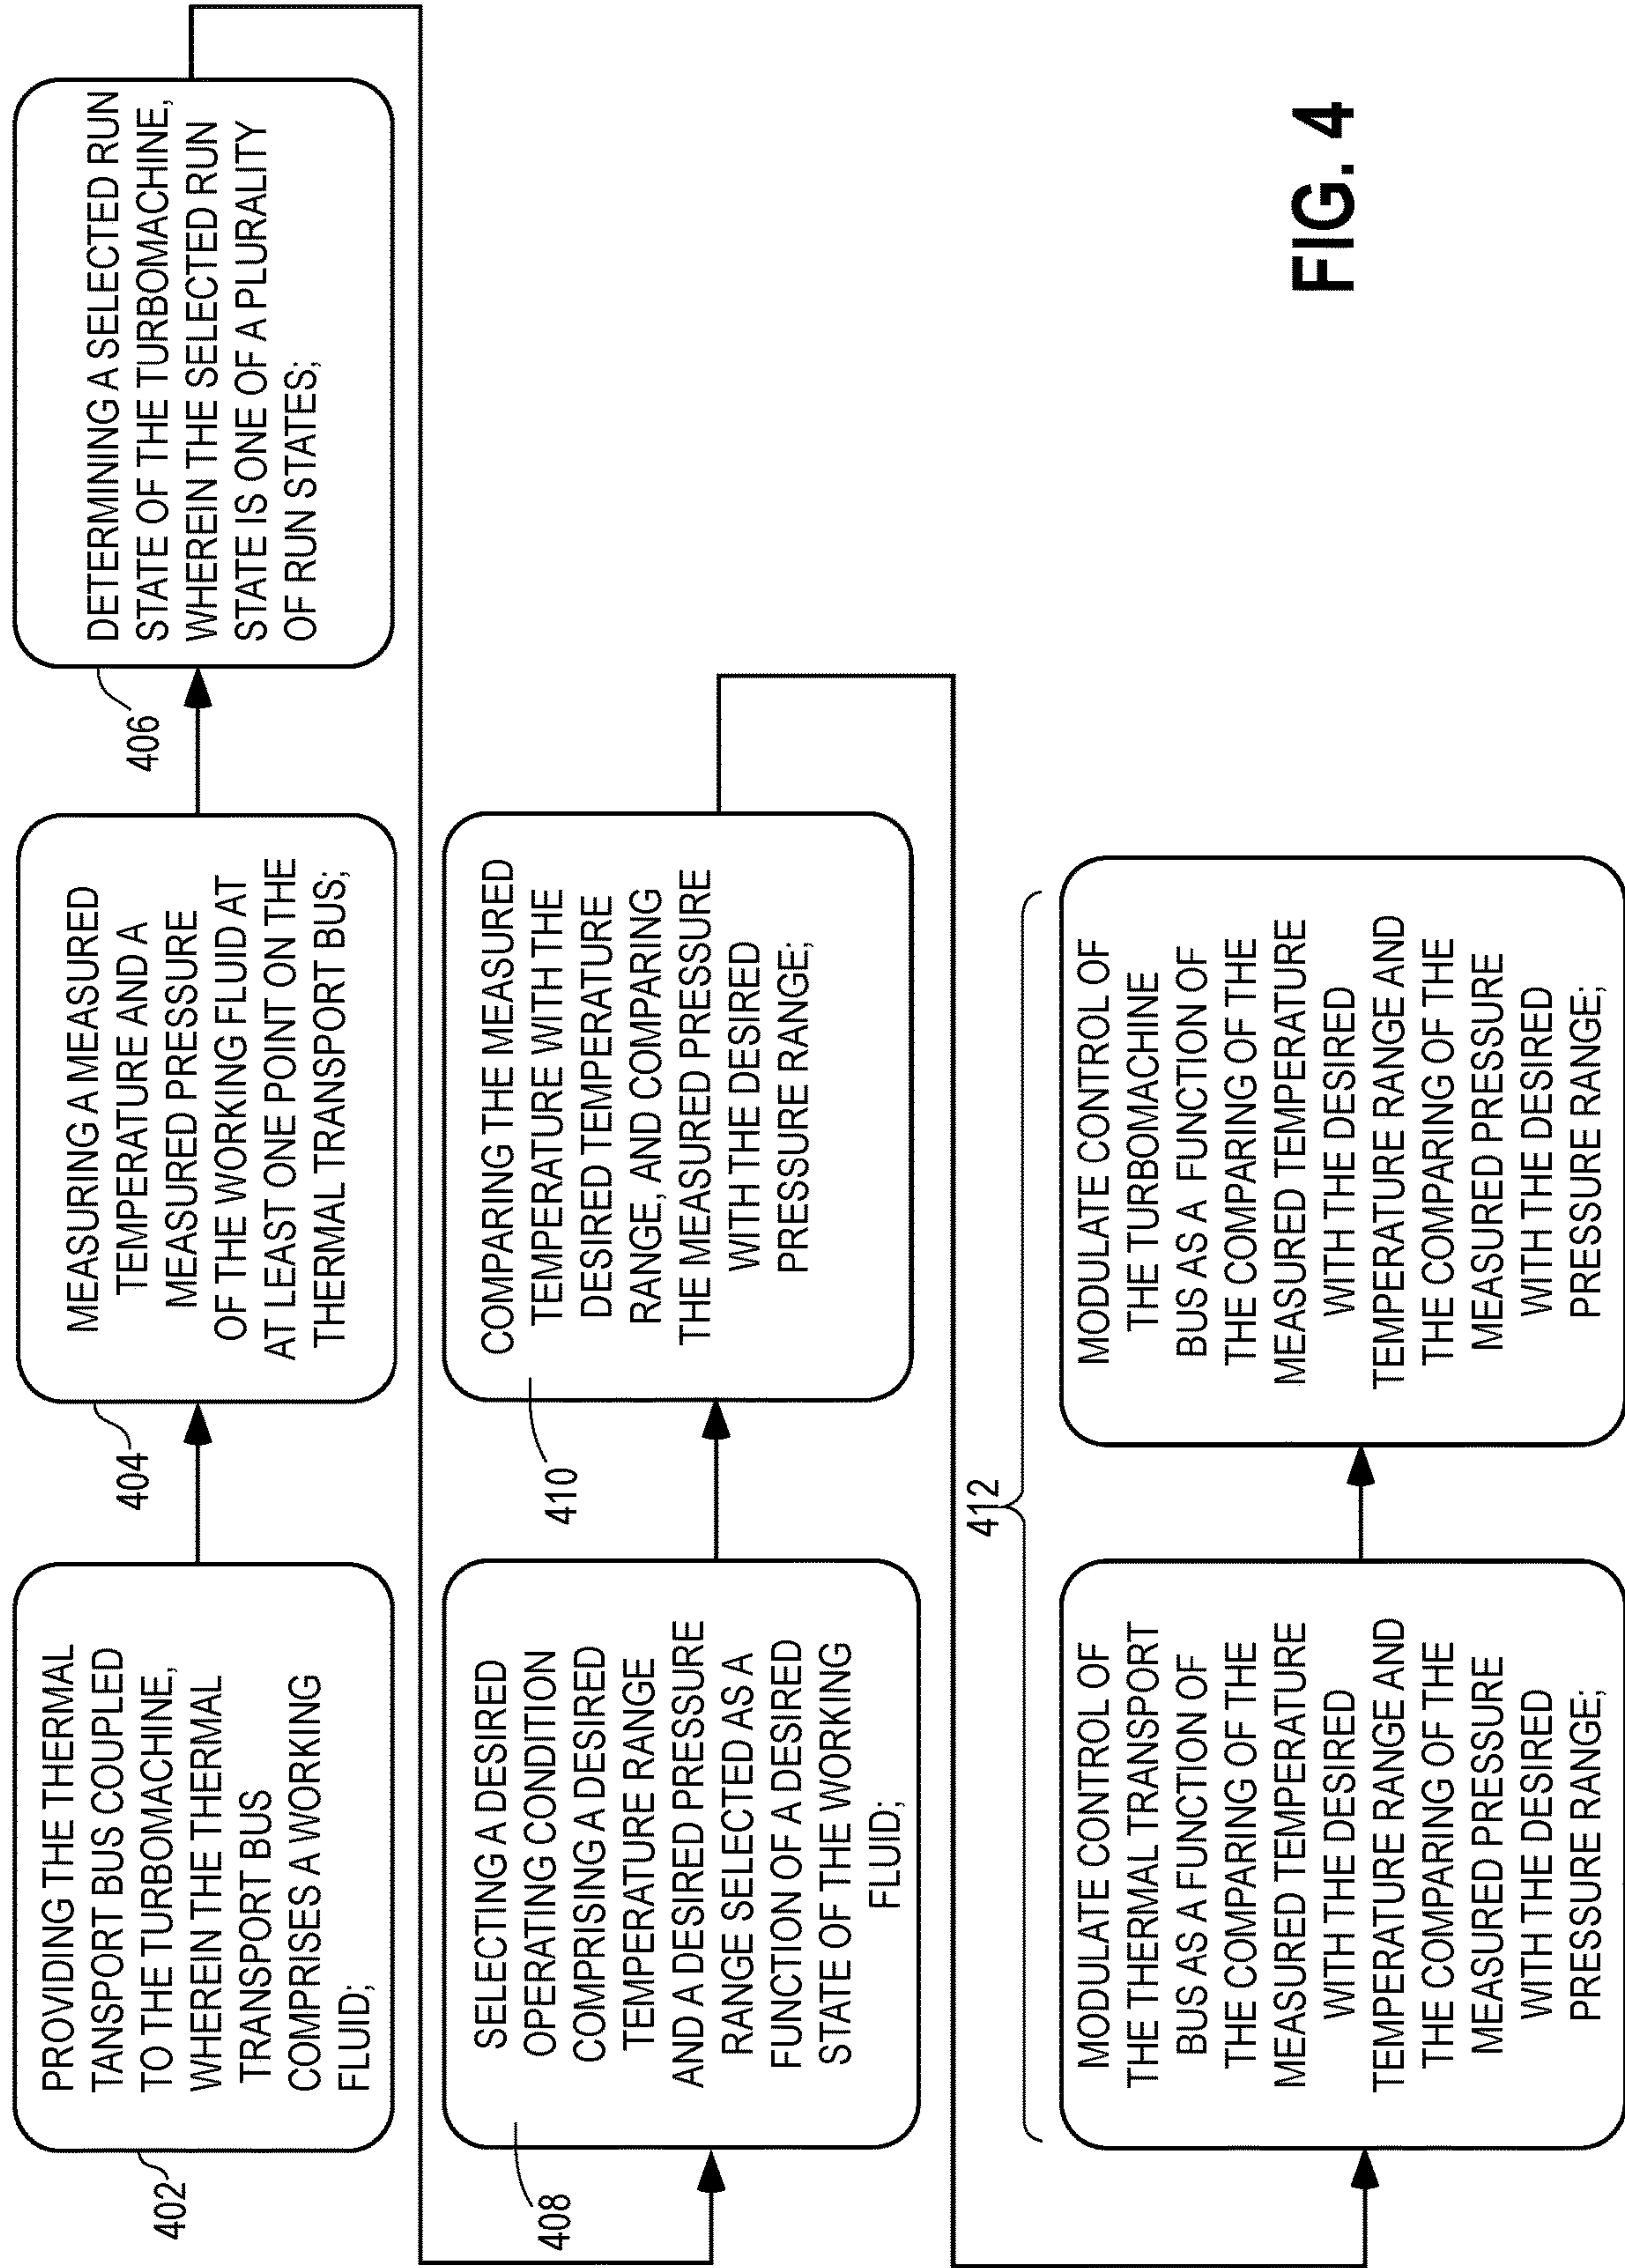 402
PROVIDING THE THERMAL
TANSPORT BUS COUPLED
TO THE TURBOMACHINE,
WHEREIN THE THERMAL
TRANSPORT BUS
COMPRISES A WORKING
FLUID;
404
MEASURING A MEASURED
TEMPERATURE AND A
MEASURED PRESSURE
OF THE WORKING FLUID AT
AT LEAST ONE POINT ON THE
THERMAL TRANSPORT BUS;
406
DETERMINING A SELECTED RUN
STATE OF THE TURBOMACHINE,
WHEREIN THE SELECTED RUN
STATE IS ONE OF A PLURALITY
OF RUN STATES;
408
SELECTING A DESIRED
OPERATING CONDITION
COMPRISING A DESIRED
TEMPERATURE RANGE
AND A DESIRED PRESSURE
RANGE SELECTED AS A
FUNCTION OF A DESIRED
STATE OF THE WORKING
FLUID;
410
COMPARING THE MEASURED
TEMPERATURE WITH THE
DESIRED TEMPERATURE
RANGE, AND COMPARING
THE MEASURED PRESSURE
WITH THE DESIRED
PRESSURE RANGE;
412
MODULATE CONTROL OF
THE THERMAL TRANSPORT
BUS AS A FUNCTION OF
THE COMPARING OF THE
MEASURED TEMPERATURE
WITH THE DESIRED
TEMPERATURE RANGE AND
THE COMPARING OF THE
MEASURED PRESSURE
WITH THE DESIRED
PRESSURE RANGE;
MODULATE CONTROL OF
THE TURBOMACHINE
BUS AS A FUNCTION OF
THE COMPARING OF THE
MEASURED TEMPERATURE
WITH THE DESIRED
TEMPERATURE RANGE AND
THE COMPARING OF THE
MEASURED PRESSURE
WITH THE DESIRED
PRESSURE RANGE;
FIG. 4